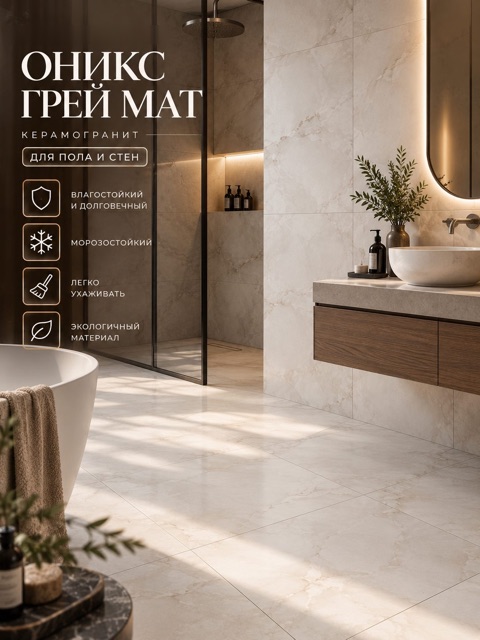 ОНИКС
ГРЕЙ МАТ
КЕРАМОГРАНИТ
ДЛЯ ПОЛА И СТЕН
ВЛАГОСТОЙКИЙ
И ДОЛГОВЕЧНЫЙ
МОРОЗОСТОЙКИЙ
ЛЕГКО
УХАЖИВАТЬ
ЭКОЛОГИЧНЫЙ
МАТЕРИАЛ